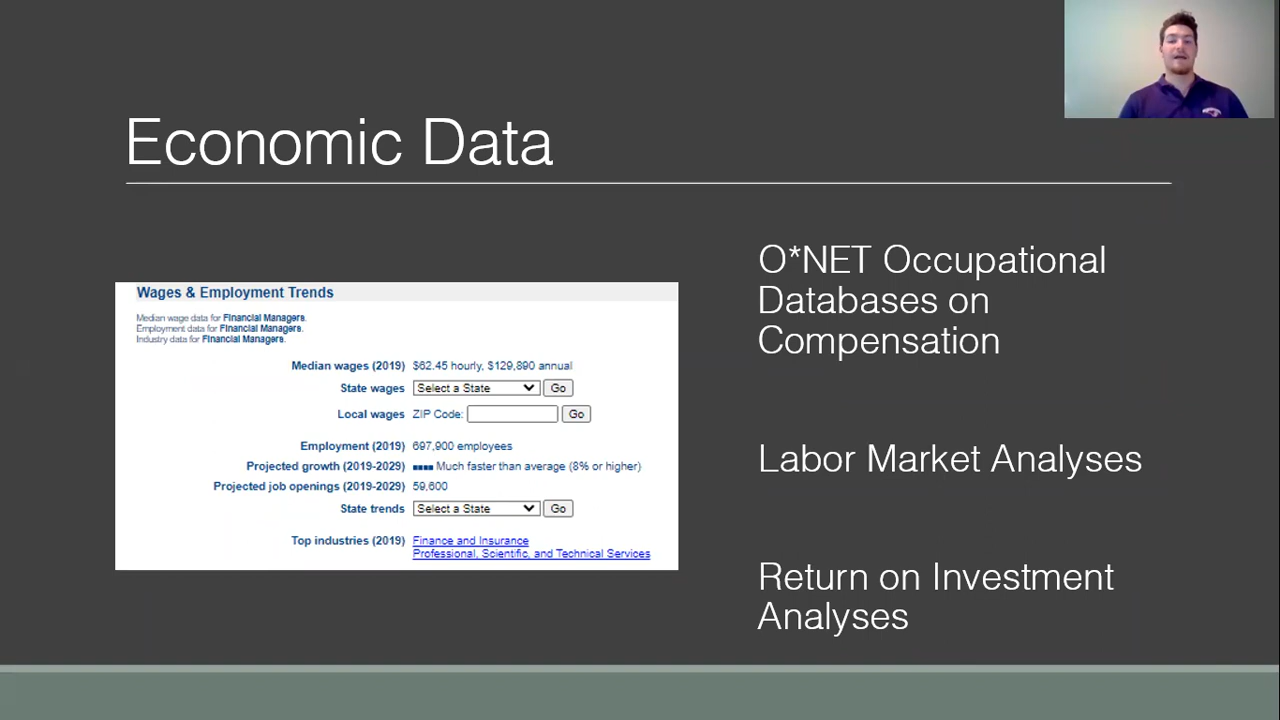 Economic Data
Wages & Employment Trends
Median wage data for Financial Managers.
Employment data for Financial Managers.
Industry data for Financial Managers.
Median wages (2019) $62.45 hourly, $129,890 annual
State wages Select a State Go
Local wages ZIP Code: Go
Employment (2019) 697,900 employees
Projected growth (2019-2029) Much faster than average (8% or higher)
Projected job openings (2019-2029) 59,600
State trends Select a State Go
Top industries (2019) Finance and Insurance
Professional, Scientific, and Technical Services
O*NET Occupational
Databases on
Compensation
Labor Market Analyses
Return on Investment
Analyses